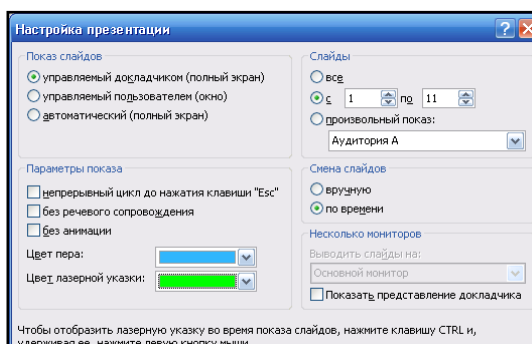 Настройка презентации
Показ слайдов
управляемый докладчиком (полный экран)
управляемый пользователем (окно)
автоматический (полный экран)
Слайды
все
с 1 по 11
произвольный показ:
Аудитория А
Параметры показа
непрерывный цикл до нажатия клавиши "Esc"
без речевого сопровождения
без анимации
Цвет пера:
Цвет лазерной указки:
Смена слайдов
вручную
по времени
Несколько мониторов
Выводить слайды на:
Основной монитор
Показать представление докладчика
Чтобы отобразить лазерную указку во время показа слайдов, нажмите клавишу CTRL и,
удерживая ее, нажмите левую кнопку мыши